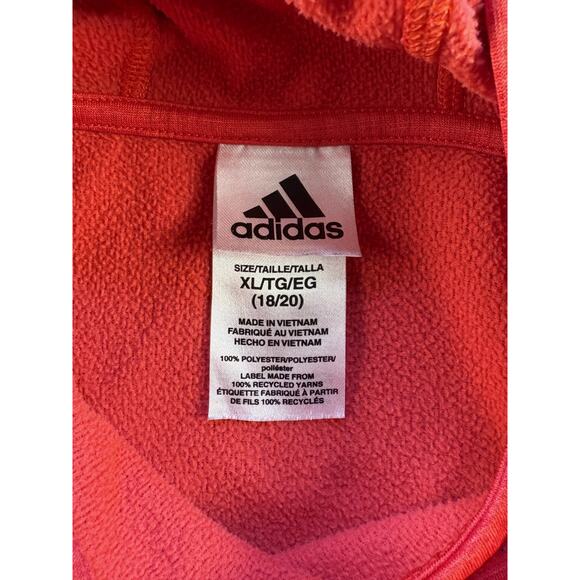 adidas
SIZE/TAILLE/TALLA
XL/TG/EG
(18/20)
MADE IN VIETNAM
FABRIQUÉ AU VIETNAM
HECHO EN VIETNAM
100% POLYESTER/POLYESTER/
poliéster
LABEL MADE FROM
100% RECYCLED YARNS
ÉTIQUETTE FABRIQUÉ À PARTIR
DE FILS 100% RECYCLÉS